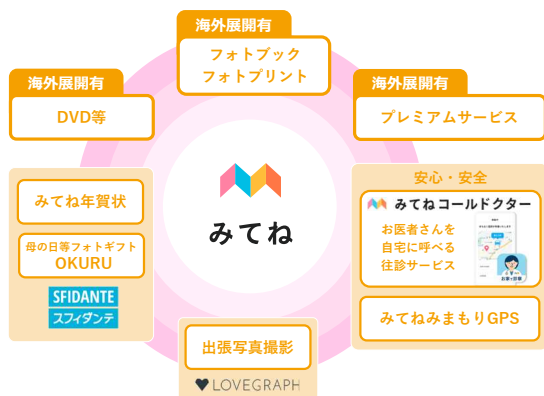 海外展開有
フォトブック
フォトプリント
海外展開有
DVD等
海外展開有
プレミアムサービス
みてね
みてね年賀状
母の日等フォトギフト
OKURU
SFIDANTE
スフィダンテ
安心・安全
みてねコールドクター
お医者さんを
自宅に呼べる
往診サービス
みてねみまもりGPS
出張写真撮影
LOVEGRAPH